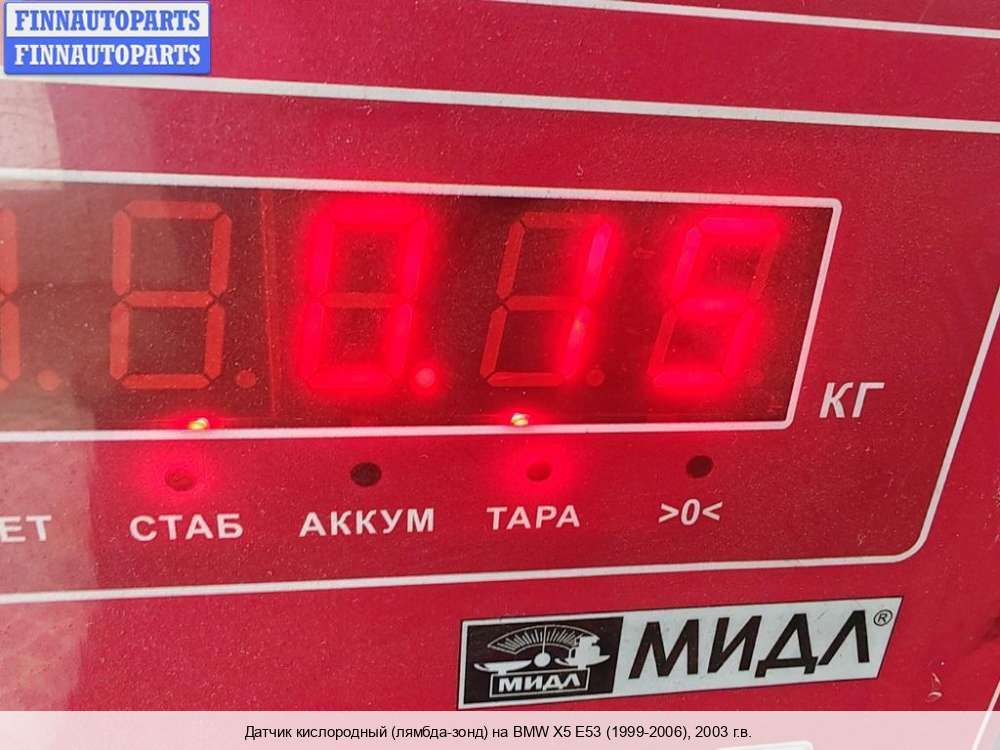 FINNAUTOPARTS
FINNAUTOPARTS
0.15
КГ
ЕТ
СТАБ
АККУМ
ТАРА
>0<
МИДЛ
МИДЛ®
Датчик кислородный (лямбда-зонд) на BMW X5 E53 (1999-2006), 2003 г.в.